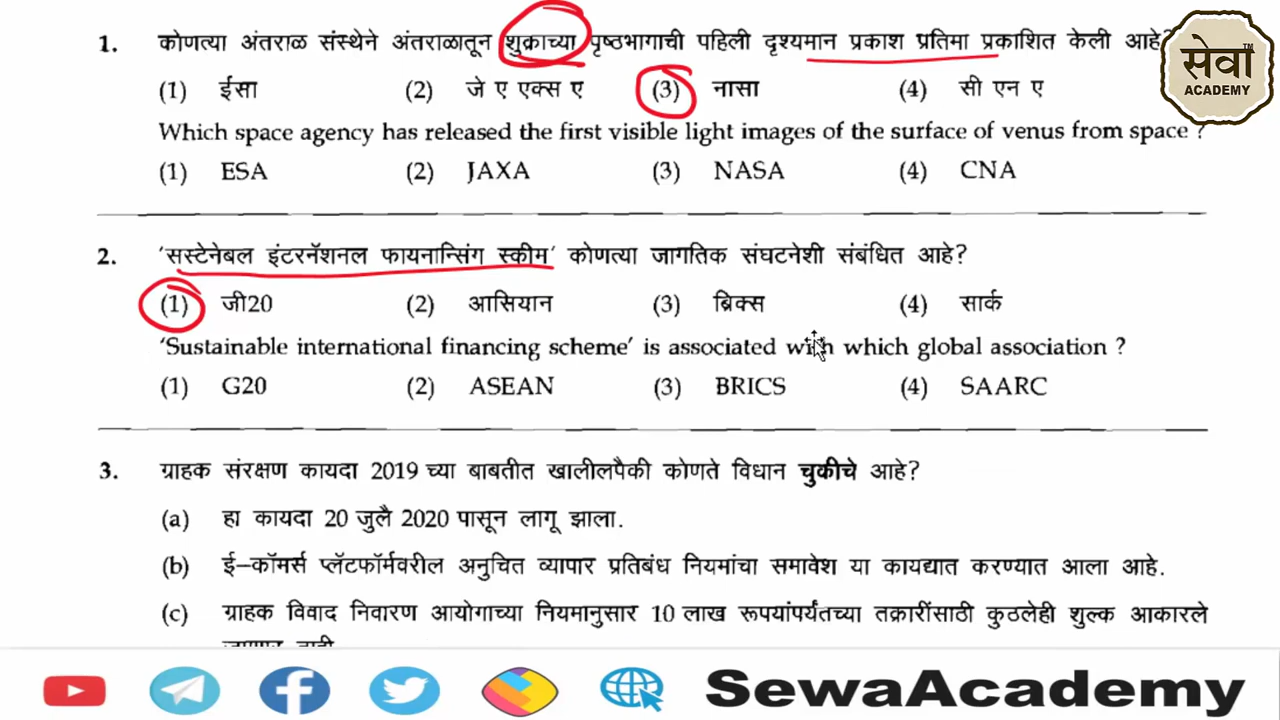 1. कोणत्या अंतराळ संस्थेने अंतराळातून शुक्राच्या पृष्ठभागाची पहिली दृश्यमान प्रकाश प्रतिमा प्रकाशित केली आहे?
(1) ईसा (2) जे ए एक्स ए (3) नासा (4) सी एन ए
Which space agency has released the first visible light images of the surface of venus from space ?
(1) ESA (2) JAXA (3) NASA (4) CNA
सेवा
ACADEMY
2. 'सस्टेनेबल इंटरनॅशनल फायनान्सिंग स्कीम' कोणत्या जागतिक संघटनेशी संबंधित आहे?
(1) जी20 (2) आसियान (3) ब्रिक्स (4) सार्क
'Sustainable international financing scheme' is associated with which global association ?
(1) G20 (2) ASEAN (3) BRICS (4) SAARC
3. ग्राहक संरक्षण कायदा 2019 च्या बाबतीत खालीलपैकी कोणते विधान चुकीचे आहे?
(a) हा कायदा 20 जुलै 2020 पासून लागू झाला.
(b) ई-कॉमर्स प्लॅटफॉर्मवरील अनुचित व्यापार प्रतिबंध नियमांचा समावेश या कायद्यात करण्यात आला आहे.
(c) ग्राहक विवाद निवारण आयोगाच्या नियमानुसार 10 लाख रूपयांपर्यंतच्या तक्रारींसाठी कुठलेही शुल्क आकारले
SewaAcademy